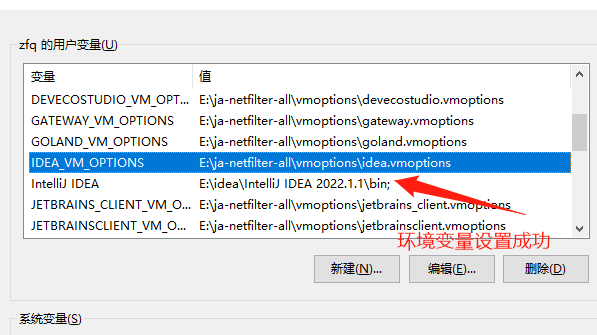 zfq 的用户变量(U)
变量 值
DEVECOSTUDIO_VM_OPT... E:\ja-netfilter-all\vmoptions\devecostudio.vmoptions
GATEWAY_VM_OPTIONS E:\ja-netfilter-all\vmoptions\gateway.vmoptions
GOLAND_VM_OPTIONS E:\ja-netfilter-all\vmoptions\goland.vmoptions
IDEA_VM_OPTIONS E:\ja-netfilter-all\vmoptions\idea.vmoptions
IntelliJ IDEA E:\idea\IntelliJ IDEA 2022.1.1\bin;
JETBRAINS_CLIENT_VM_O... E:\ja-netfilter-all\vmoptions\jetbrains_client.vmoptions
JETBRAINSCLIENT_VM_O... E:\ja-netfilter-all\vmoptions\jetbrainsclient.vmoptions
环境变量设置成功
新建(N)... 编辑(E)... 删除(D)
系统变量(S)